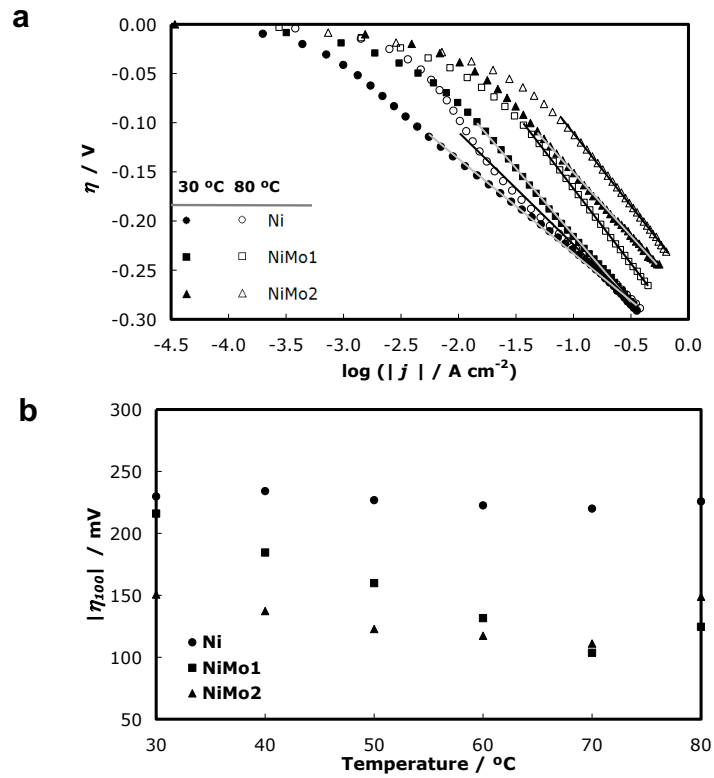 a
0.00
-0.05
-0.10
-0.15
-0.20
-0.25
-0.30
η / V
30 ºC 80 ºC
Ni
NiMo1
NiMo2
-4.5 -4.0 -3.5 -3.0 -2.5 -2.0 -1.5 -1.0 -0.5 0.0
log (| j | / A cm-2)
b
300
250
200
150
100
50
|η100| / mV
Ni
NiMo1
NiMo2
30 40 50 60 70 80
Temperature / ºC